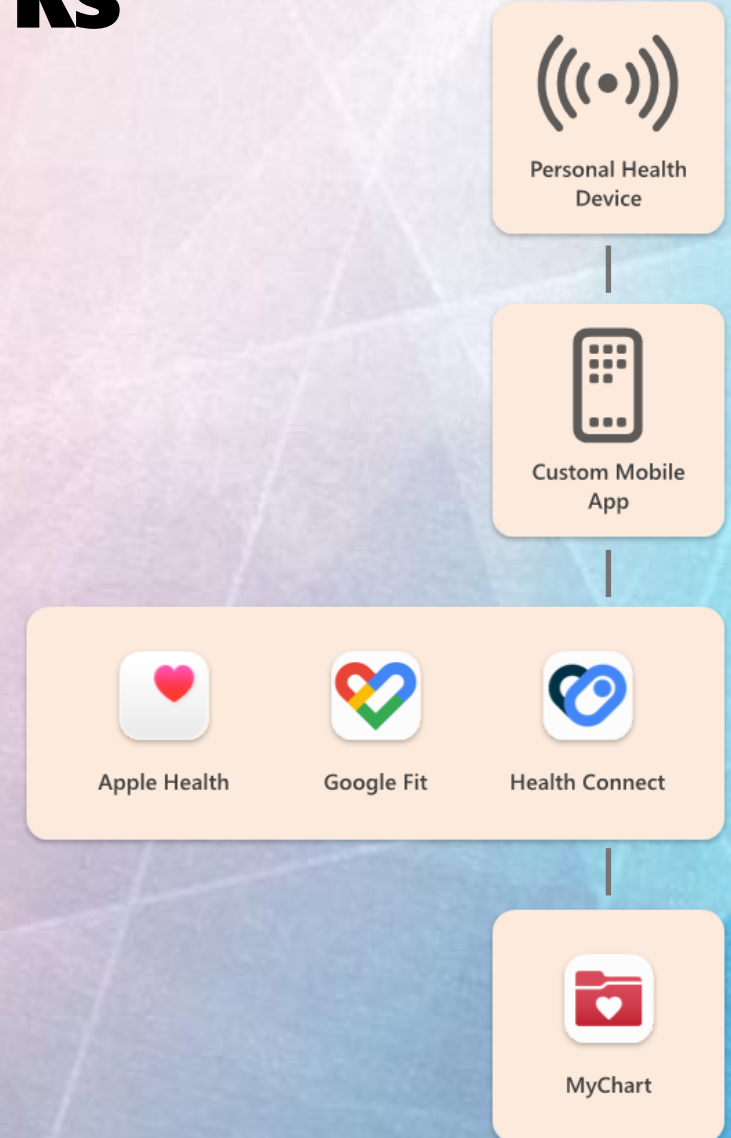 Personal Health
Device
Custom Mobile
App
Apple Health
Google Fit
Health Connect
MyChart